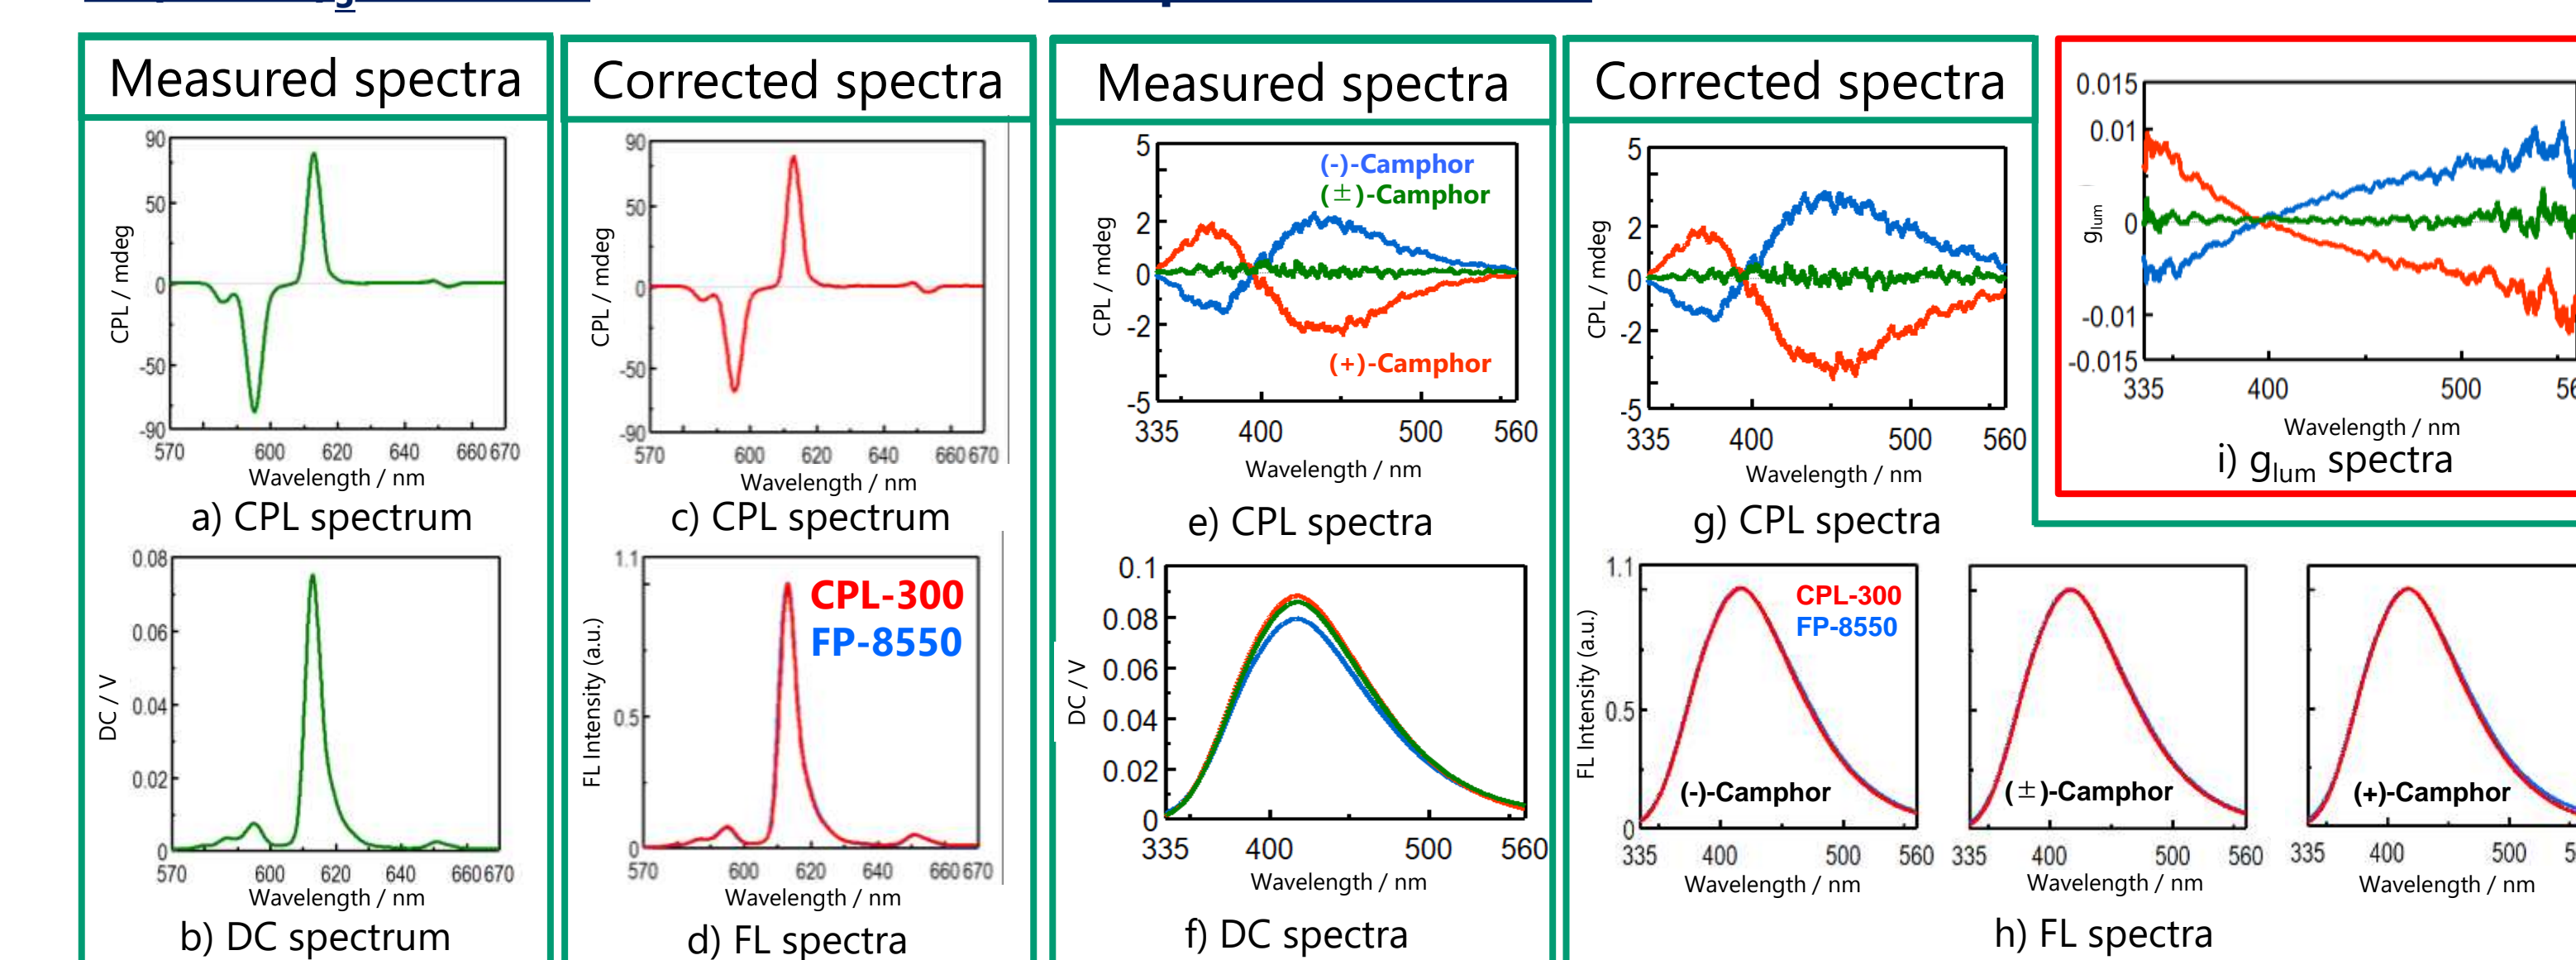 Measured spectra
90
50
0
-50
-90
CPL / mdeg
570 600 620 640 660 670
Wavelength / nm
a) CPL spectrum
0.08
0.06
0.04
0.02
0
DC / V
570 600 620 640 660 670
Wavelength / nm
b) DC spectrum
Corrected spectra
90
50
0
-50
-90
CPL / mdeg
570 600 620 640 660 670
Wavelength / nm
c) CPL spectrum
1.1
0.5
0
FL Intensity (a.u.)
CPL-300
FP-8550
570 600 620 640 660 670
Wavelength / nm
d) FL spectra
Measured spectra
5
2
0
-2
-5
CPL / mdeg
(-)-Camphor
(±)-Camphor
(+)-Camphor
335 400 500 560
Wavelength / nm
e) CPL spectra
0.1
0.08
0.06
0.04
0.02
0
DC / V
335 400 500 560
Wavelength / nm
f) DC spectra
Corrected spectra
5
2
0
-2
-5
CPL / mdeg
335 400 500 560
Wavelength / nm
g) CPL spectra
0.015
0.01
0
-0.01
-0.015
glum
335 400 500
Wavelength / nm
i) glum spectra
1.1
0.5
0
FL Intensity (a.u.)
CPL-300
FP-8550
(-)-Camphor
335 400 500 560
Wavelength / nm
(±)-Camphor
335 400 500 560
Wavelength / nm
(+)-Camphor
335 400 500
Wavelength / nm
h) FL spectra